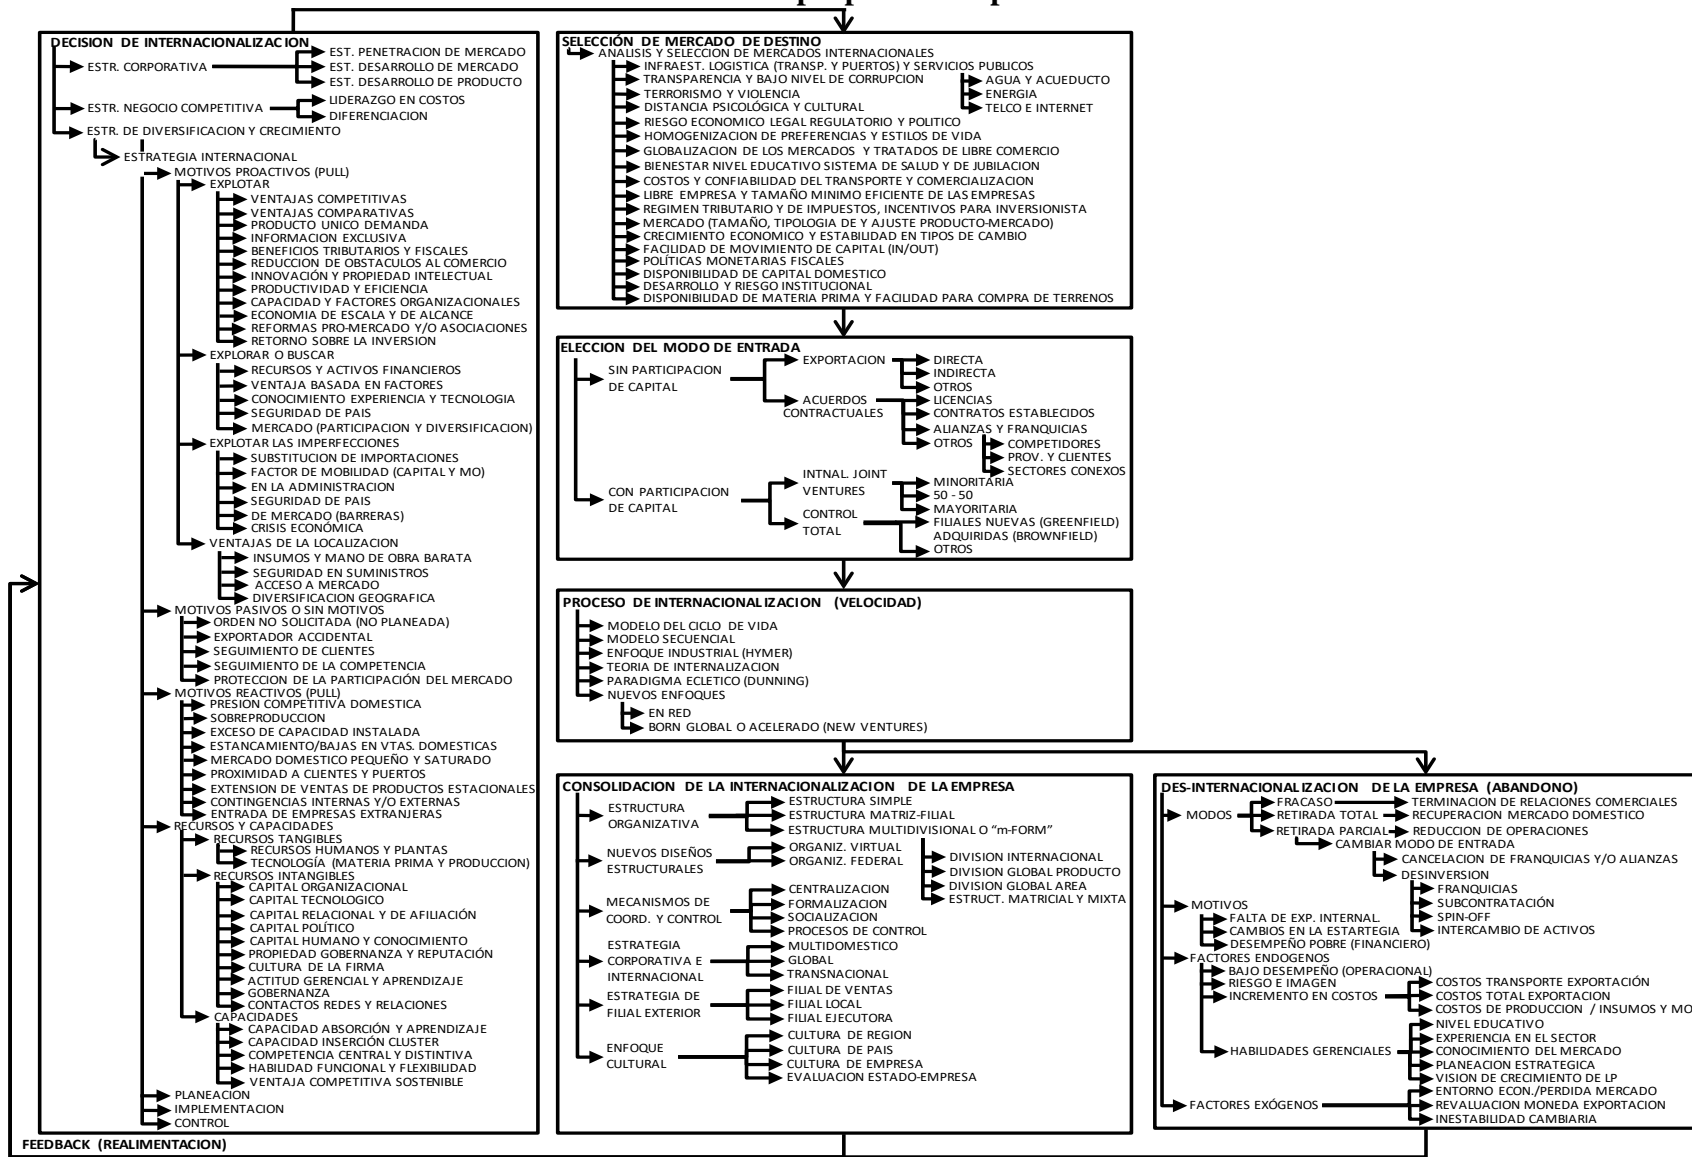 DECISION DE INTERNACIONALIZACION
ESTR. CORPORATIVA
EST. PENETRACION DE MERCADO
EST. DESARROLLO DE MERCADO
EST. DESARROLLO DE PRODUCTO
ESTR. NEGOCIO COMPETITIVA
LIDERAZGO EN COSTOS
DIFERENCIACION
ESTR. DE DIVERSIFICACION Y CRECIMIENTO
ESTRATEGIA INTERNACIONAL
MOTIVOS PROACTIVOS (PULL)
EXPLOTAR
VENTAJAS COMPETITIVAS
VENTAJAS COMPARATIVAS
PRODUCTO UNICO DEMANDA
INFORMACION EXCLUSIVA
BENEFICIOS TRIBUTARIOS Y FISCALES
REDUCCION DE OBSTACULOS AL COMERCIO
INNOVACIÓN Y PROPIEDAD INTELECTUAL
PRODUCTIVIDAD Y EFICIENCIA
CAPACIDAD Y FACTORES ORGANIZACIONALES
ECONOMIA DE ESCALA Y DE ALCANCE
REFORMAS PRO-MERCADO Y/O ASOCIACIONES
RETORNO SOBRE LA INVERSIÓN
EXPLORAR O BUSCAR
RECURSOS Y ACTIVOS FINANCIEROS
VENTAJA BASADA EN FACTORES
CONOCIMIENTO EXPERIENCIA Y TECNOLOGIA
SEGURIDAD DE PAIS
MERCADO (PARTICIPACION Y DIVERSIFICACION)
EXPLOTAR LAS IMPERFECCIONES
SUBSTITUCION DE IMPORTACIONES
FACTOR DE MOBILIDAD (CAPITAL Y MO)
EN LA ADMINISTRACION
SEGURIDAD DE PAIS
DE MERCADO (BARRERAS)
CRISIS ECONÓMICA
VENTAJAS DE LA LOCALIZACION
INSUMOS Y MANO DE OBRA BARATA
SEGURIDAD EN SUMINISTROS
ACCESO A MERCADO
DIVERSIFICACION GEOGRAFICA
MOTIVOS PASIVOS O SIN MOTIVOS
ORDEN NO SOLICITADA (NO PLANEADA)
EXPORTADOR ACCIDENTAL
SEGUIMIENTO DE CLIENTES
SEGUIMIENTO DE LA COMPETENCIA
PROTECCION DE LA PARTICIPACIÓN DEL MERCADO
MOTIVOS REACTIVOS (PULL)
PRESION COMPETITIVA DOMESTICA
SOBREPRODUCCION
EXCESO DE CAPACIDAD INSTALADA
ESTANCAMIENTO/BAJAS EN VTAS. DOMESTICAS
MERCADO DOMESTICO PEQUEÑO Y SATURADO
PROXIMIDAD A CLIENTES Y PUERTOS
EXTENSION DE VENTAS DE PRODUCTOS ESTACIONALES
CONTINGENCIAS INTERNAS Y/O EXTERNAS
ENTRADA DE EMPRESAS EXTRANJERAS
RECURSOS Y CAPACIDADES
RECURSOS TANGIBLES
RECURSOS HUMANOS Y PLANTAS
TECNOLOGÍA (MATERIA PRIMA Y PRODUCCION)
RECURSOS INTANGIBLES
CAPITAL ORGANIZACIONAL
CAPITAL TECNOLOGICO
CAPITAL RELACIONAL Y DE AFILIACIÓN
CAPITAL POLÍTICO
CAPITAL HUMANO Y CONOCIMIENTO
PROPIEDAD GOBERNANZA Y REPUTACIÓN
CULTURA DE LA FIRMA
ACTITUD GERENCIAL Y APRENDIZAJE
GOBERNANZA
CONTACTOS REDES Y RELACIONES
CAPACIDADES
CAPACIDAD ABSORCIÓN Y APRENDIZAJE
CAPACIDAD INSERCIÓN CLUSTER
COMPETENCIA CENTRAL Y DISTINTIVA
HABILIDAD FUNCIONAL Y FLEXIBILIDAD
VENTAJA COMPETITIVA SOSTENIBLE
PLANEACION
IMPLEMENTACION
CONTROL
FEEDBACK (REALIMENTACION)
SELECCIÓN DE MERCADO DE DESTINO
ANALISIS Y SELECCION DE MERCADOS INTERNACIONALES
INFRAEST. LOGISTICA (TRANSP. Y PUERTOS) Y SERVICIOS PUBLICOS
TRANSPARENCIA Y BAJO NIVEL DE CORRUPCION
AGUA Y ACUEDUCTO
ENERGIA
TELCO E INTERNET
TERRORISMO Y VIOLENCIA
DISTANCIA PSICOLÓGICA Y CULTURAL
RIESGO ECONOMICO LEGAL REGULATORIO Y POLITICO
HOMOGENIZACION DE PREFERENCIAS Y ESTILOS DE VIDA
GLOBALIZACION DE LOS MERCADOS Y TRATADOS DE LIBRE COMERCIO
BIENESTAR NIVEL EDUCATIVO SISTEMA DE SALUD Y DE JUBILACION
COSTOS Y CONFIABILIDAD DEL TRANSPORTE Y COMERCIALIZACION
LIBRE EMPRESA Y TAMAÑO MINIMO EFICIENTE DE LAS EMPRESAS
REGIMEN TRIBUTARIO Y DE IMPUESTOS, INCENTIVOS PARA INVERSIONISTA
MERCADO (TAMAÑO, TIPOLOGIA DE Y AJUSTE PRODUCTO-MERCADO)
CRECIMIENTO ECONOMICO Y ESTABILIDAD EN TIPOS DE CAMBIO
FACILIDAD DE MOVIMIENTO DE CAPITAL (IN/OUT)
POLÍTICAS MONETARIAS FISCALES
DISPONIBILIDAD DE CAPITAL DOMESTICO
DESARROLLO Y RIESGO INSTITUCIONAL
DISPONIBILIDAD DE MATERIA PRIMA Y FACILIDAD PARA COMPRA DE TERRENOS
ELECCION DEL MODO DE ENTRADA
SIN PARTICIPACION
DE CAPITAL
EXPORTACION
DIRECTA
INDIRECTA
OTROS
ACUERDOS
CONTRACTUALES
LICENCIAS
CONTRATOS ESTABLECIDOS
ALIANZAS Y FRANQUICIAS
OTROS
COMPETIDORES
PROV. Y CLIENTES
SECTORES CONEXOS
CON PARTICIPACION
DE CAPITAL
INTNAL. JOINT
VENTURES
MINORITARIA
50 - 50
MAYORITARIA
CONTROL
TOTAL
FILIALES NUEVAS (GREENFIELD)
ADQUIRIDAS (BROWNFIELD)
OTROS
PROCESO DE INTERNACIONALIZACION (VELOCIDAD)
MODELO DEL CICLO DE VIDA
MODELO SECUENCIAL
ENFOQUE INDUSTRIAL (HYMER)
TEORIA DE INTERNALIZACION
PARADIGMA ECLETICO (DUNNING)
NUEVOS ENFOQUES
EN RED
BORN GLOBAL O ACELERADO (NEW VENTURES)
CONSOLIDACION DE LA INTERNACIONALIZACION DE LA EMPRESA
ESTRUCTURA
ORGANIZATIVA
ESTRUCTURA SIMPLE
ESTRUCTURA MATRIZ-FILIAL
ESTRUCTURA MULTIDIVISIONAL O “m-FORM”
NUEVOS DISEÑOS
ESTRUCTURALES
ORGANIZ. VIRTUAL
ORGANIZ. FEDERAL
DIVISION INTERNACIONAL
DIVISION GLOBAL PRODUCTO
DIVISION GLOBAL AREA
ESTRUCT. MATRICIAL Y MIXTA
MECANISMOS DE
COORD. Y CONTROL
CENTRALIZACION
FORMALIZACION
SOCIALIZACION
PROCESOS DE CONTROL
ESTRATEGIA
CORPORATIVA E
INTERNACIONAL
MULTIDOMESTICO
GLOBAL
TRANSNACIONAL
ESTRATEGIA DE
FILIAL EXTERIOR
FILIAL DE VENTAS
FILIAL LOCAL
FILIAL EJECUTORA
ENFOQUE
CULTURAL
CULTURA DE REGION
CULTURA DE PAIS
CULTURA DE EMPRESA
EVALUACION ESTADO-EMPRESA
DES-INTERNACIONALIZACION DE LA EMPRESA (ABANDONO)
MODOS
FRACASO
TERMINACION DE RELACIONES COMERCIALES
RETIRADA TOTAL
RECUPERACION MERCADO DOMESTICO
RETIRADA PARCIAL
REDUCCION DE OPERACIONES
CAMBIAR MODO DE ENTRADA
CANCELACION DE FRANQUICIAS Y/O ALIANZAS
DESINVERSION
FRANQUICIAS
SUBCONTRATACIÓN
SPIN-OFF
INTERCAMBIO DE ACTIVOS
MOTIVOS
FALTA DE EXP. INTERNAL.
CAMBIOS EN LA ESTARTEGIA
DESEMPEÑO POBRE (FINANCIERO)
FACTORES ENDOGENOS
BAJO DESEMPEÑO (OPERACIONAL)
RIESGO E IMAGEN
INCREMENTO EN COSTOS
COSTOS TRANSPORTE EXPORTACIÓN
COSTOS TOTAL EXPORTACION
COSTOS DE PRODUCCION / INSUMOS Y MO
HABILIDADES GERENCIALES
NIVEL EDUCATIVO
EXPERIENCIA EN EL SECTOR
CONOCIMIENTO DEL MERCADO
PLANEACION ESTRATEGICA
VISION DE CRECIMIENTO DE LP
FACTORES EXÓGENOS
ENTORNO ECON./PERDIDA MERCADO
REVALUACION MONEDA EXPORTACION
INESTABILIDAD CAMBIARIA